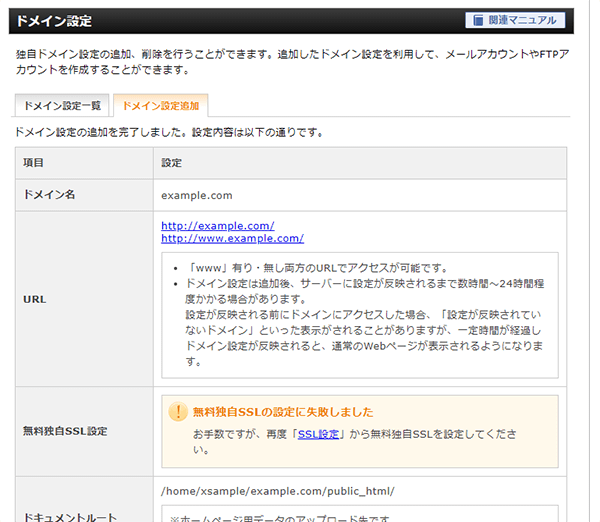 ドメイン設定
関連マニュアル
独自ドメイン設定の追加、削除を行うことができます。追加したドメイン設定を利用して、メールアカウントやFTPア
カウントを作成することができます。
ドメイン設定一覧
ドメイン設定追加
ドメイン設定の追加を完了しました。設定内容は以下の通りです。
項目
設定
ドメイン名
example.com
URL
http://example.com/
http://www.example.com/
• 「www」有り・無し両方のURLでアクセスが可能です。
• ドメイン設定は追加後、サーバーに設定が反映されるまで数時間～24時間程
度かかる場合があります。
設定が反映される前にドメインにアクセスした場合、「設定が反映されてい
ないドメイン」といった表示がされることがありますが、一定時間が経過し
ドメイン設定が反映されると、通常のWebページが表示されるようになりま
す。
無料独自SSL設定
無料独自SSLの設定に失敗しました
お手数ですが、再度「SSL設定」から無料独自SSLを設定してくださ
い。
ドキュメントルート
/home/xsample/example.com/public_html/
※ホームページ用データのアップロード先です